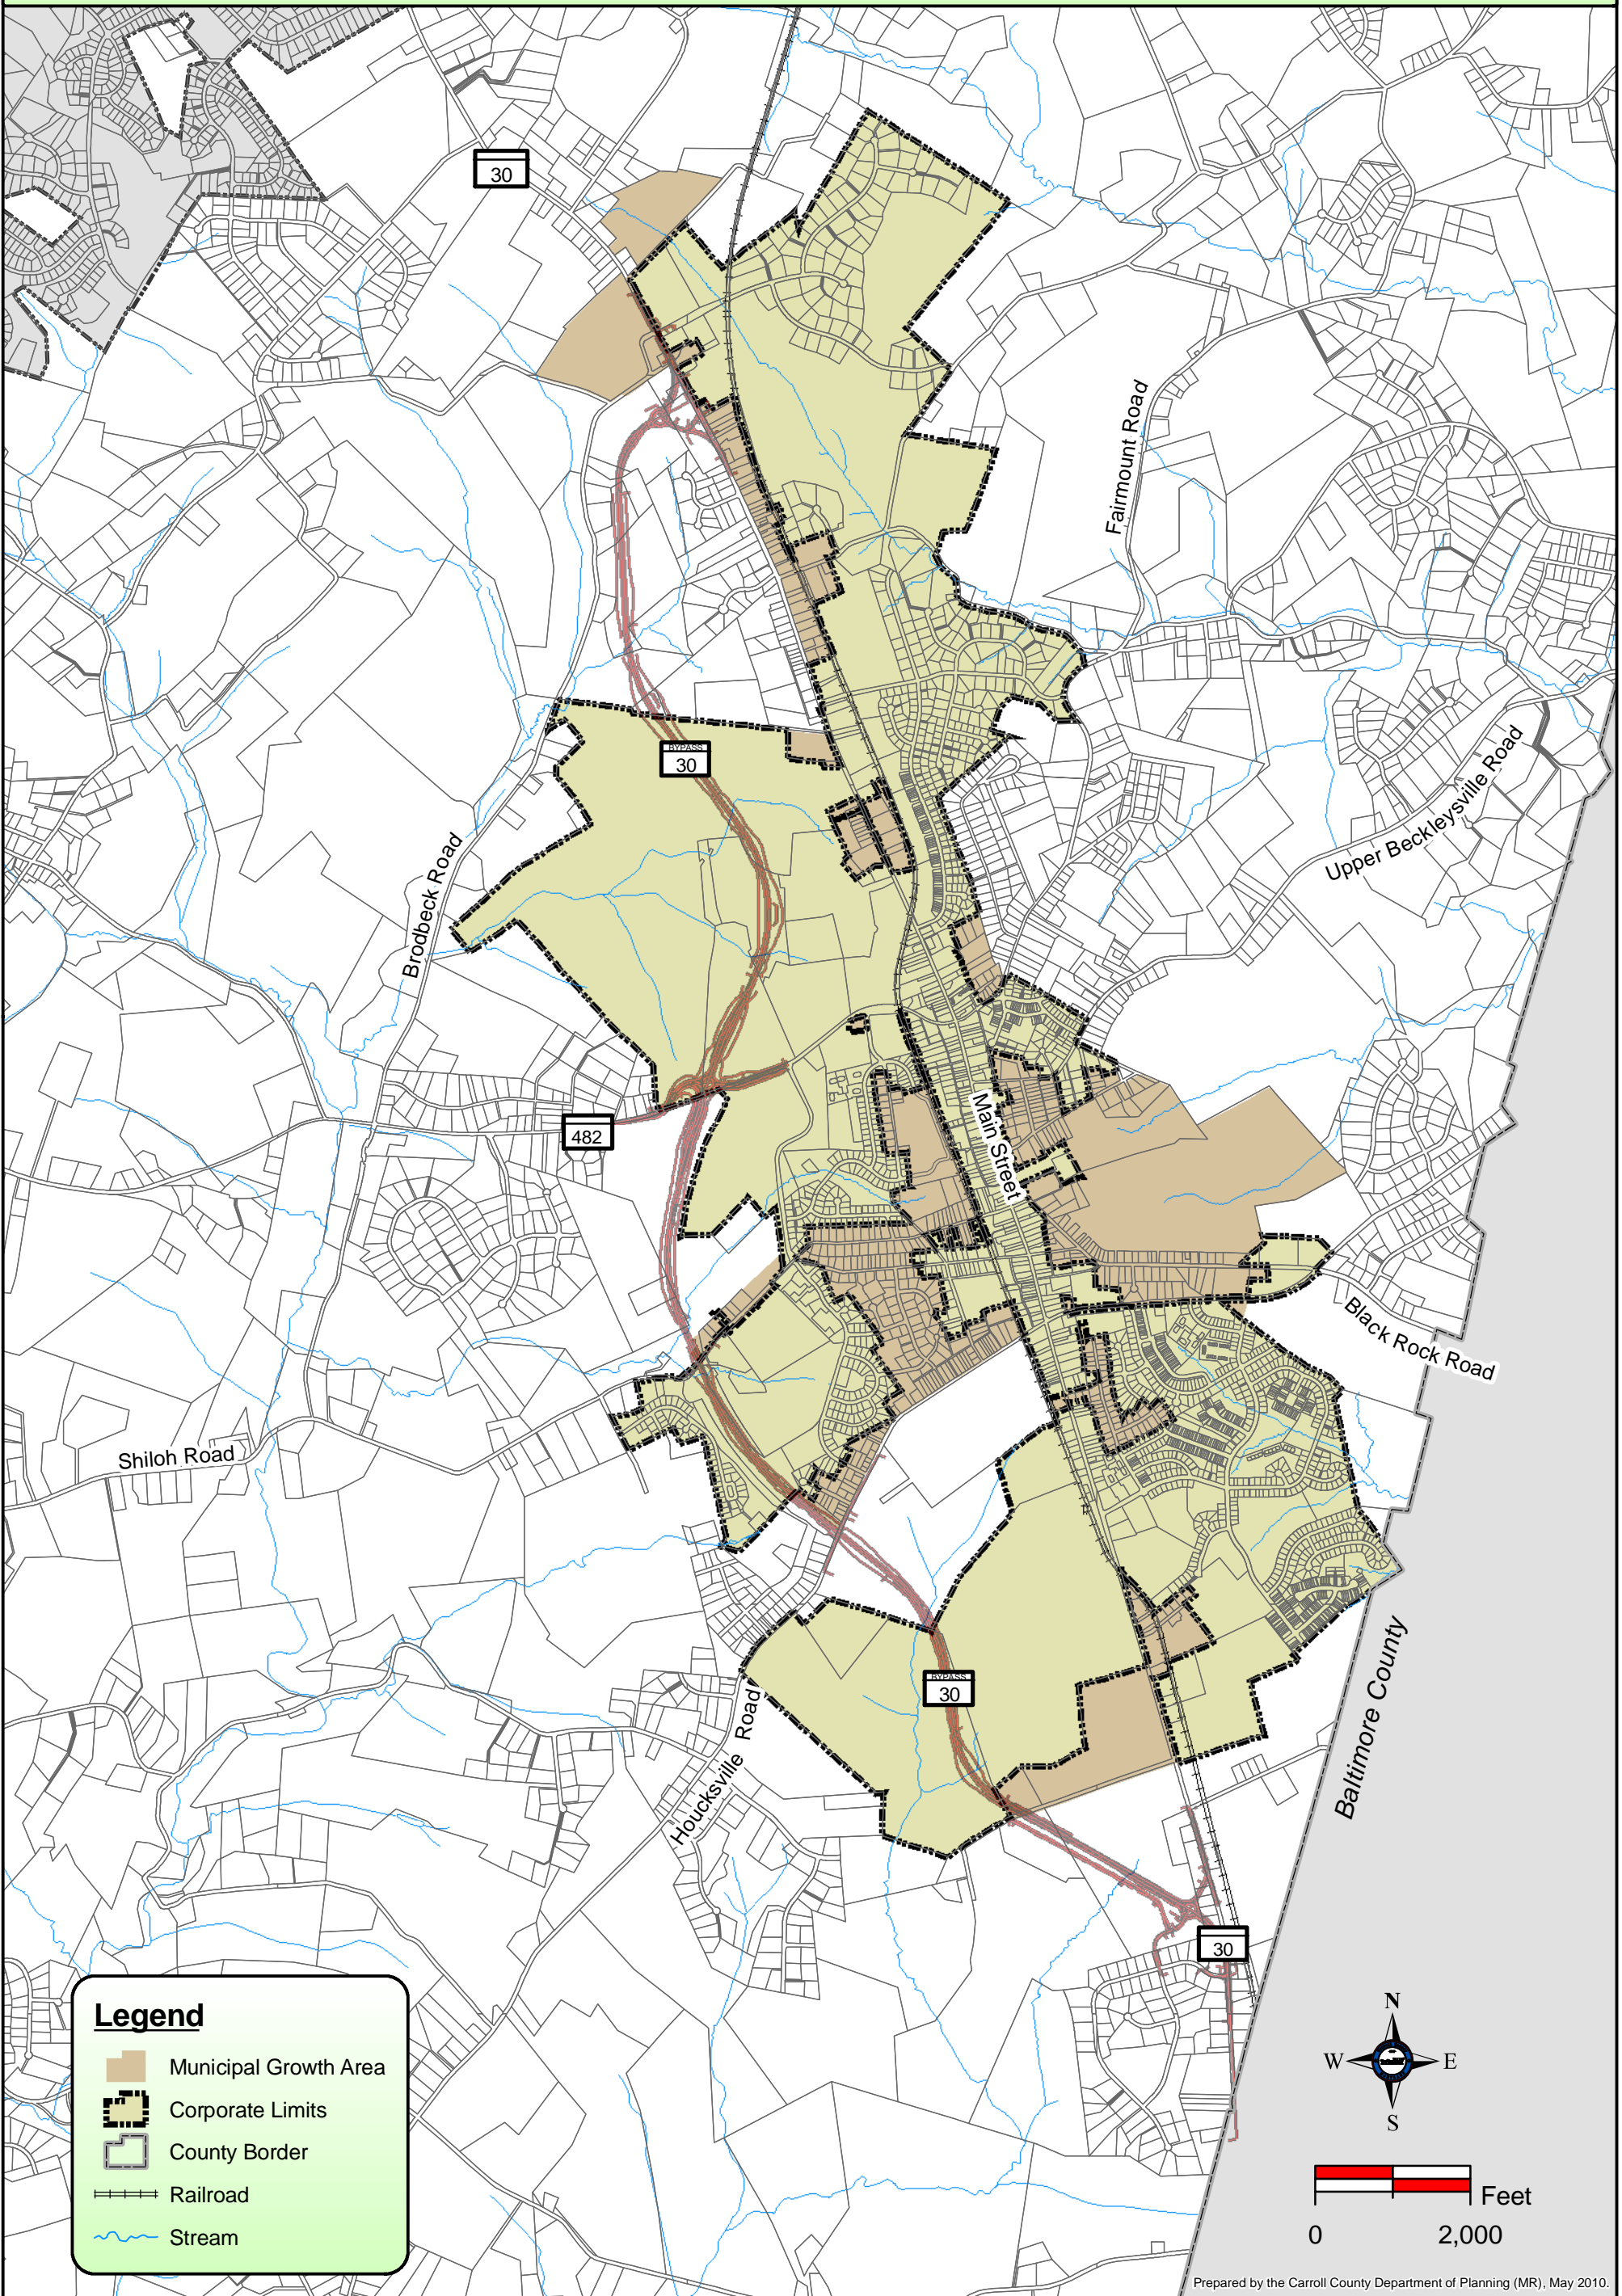 30
Fairmount Road
BYPASS
30
Upper Beckleysville Road
Brodbeck Road
482
Main Street
Black Rock Road
Shiloh Road
BYPASS
30
Houcksville Road
Baltimore County
30
Legend
Municipal Growth Area
Corporate Limits
County Border
Railroad
Stream
N
W
E
S
Feet
0
2,000
Prepared by the Carroll County Department of Planning (MR), May 2010.